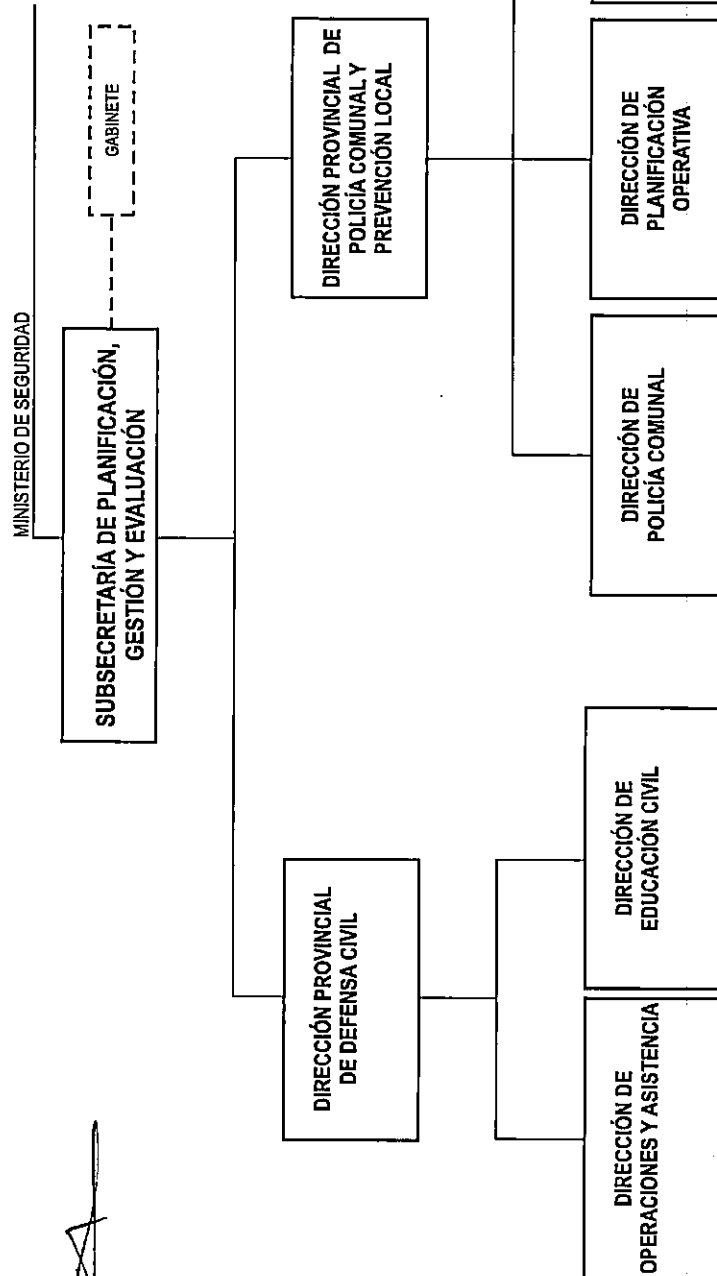 MINISTERIO DE SEGURIDAD
SUBSECRETARÍA DE PLANIFICACIÓN,
GESTIÓN Y EVALUACIÓN
GABINETE
DIRECCIÓN PROVINCIAL
DE DEFENSA CIVIL
DIRECCIÓN PROVINCIAL DE
POLICÍA COMUNAL Y
PREVENCIÓN LOCAL
DIRECCIÓN DE
OPERACIONES Y ASISTENCIA
DIRECCIÓN DE
EDUCACIÓN CIVIL
DIRECCIÓN DE
POLICÍA COMUNAL
DIRECCIÓN DE
PLANIFICACIÓN
OPERATIVA